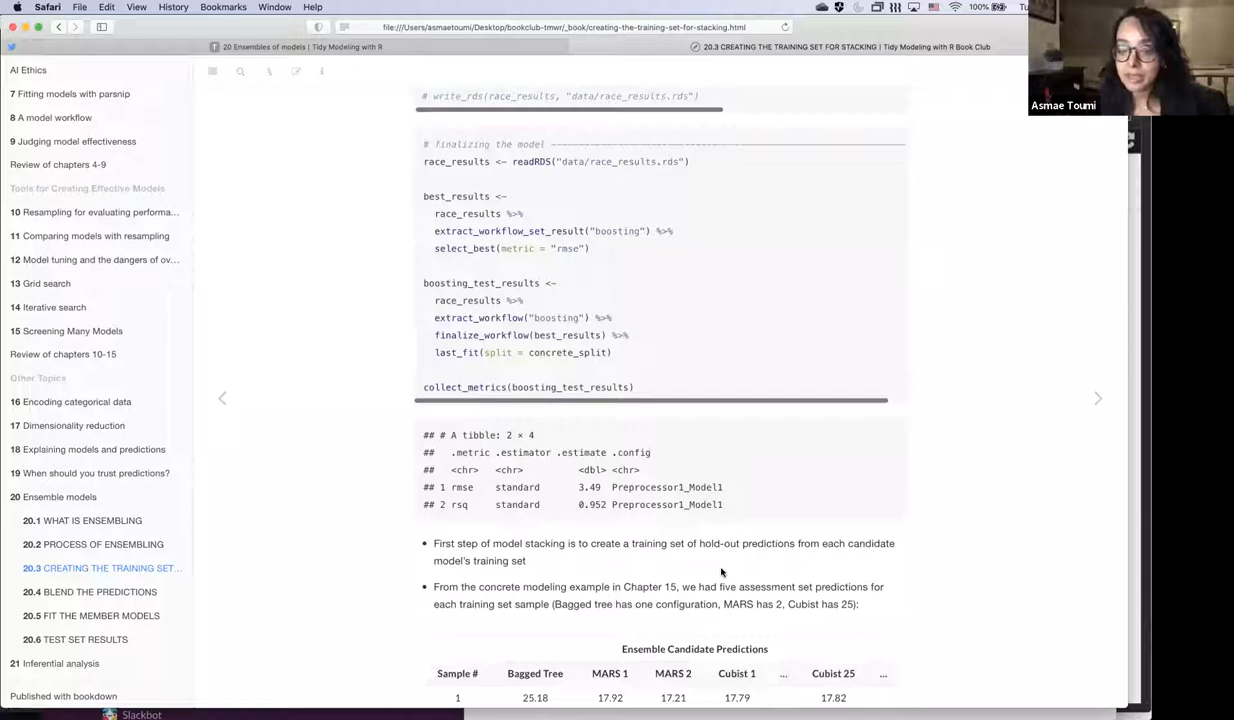 Safari File Edit View History Bookmarks Window Help 100% Tu
file:///Users/asmaetoumi/Desktop/bookclub-tmwr/_book/creating-the-training-set-for-stacking.html
20 Ensembles of models | Tidy Modeling with R
20.3 CREATING THE TRAINING SET FOR STACKING | Tidy Modeling with R Book Club
Asmae Toumi
AI Ethics
7 Fitting models with parsnip
8 A model workflow
9 Judging model effectiveness
Review of chapters 4-9
Tools for Creating Effective Models
10 Resampling for evaluating performa...
11 Comparing models with resampling
12 Model tuning and the dangers of ov...
13 Grid search
14 Iterative search
15 Screening Many Models
Review of chapters 10-15
Other Topics
16 Encoding categorical data
17 Dimensionality reduction
18 Explaining models and predictions
19 When should you trust predictions?
20 Ensemble models
20.1 WHAT IS ENSEMBLING
20.2 PROCESS OF ENSEMBLING
20.3 CREATING THE TRAINING SET...
20.4 BLEND THE PREDICTIONS
20.5 FIT THE MEMBER MODELS
20.6 TEST SET RESULTS
21 Inferential analysis
Published with bookdown
# write_rds(race_results, "data/race_results.rds")
# finalizing the model
race_results <- readRDS("data/race_results.rds")
best_results <-
race_results %>%
extract_workflow_set_result("boosting") %>%
select_best(metric = "rmse")
boosting_test_results <-
race_results %>%
extract_workflow("boosting") %>%
finalize_workflow(best_results) %>%
last_fit(split = concrete_split)
collect_metrics(boosting_test_results)
## # A tibble: 2 × 4
## .metric .estimator .estimate .config
## <chr> <chr> <dbl> <chr>
## 1 rmse standard 3.49 Preprocessor1_Model1
## 2 rsq standard 0.952 Preprocessor1_Model1
• First step of model stacking is to create a training set of hold-out predictions from each candidate
model's training set
• From the concrete modeling example in Chapter 15, we had five assessment set predictions for
each training set sample (Bagged tree has one configuration, MARS has 2, Cubist has 25):
Ensemble Candidate Predictions
Sample # Bagged Tree MARS 1 MARS 2 Cubist 1 ... Cubist 25 ...
1 25.18 17.92 17.21 17.79 17.82
Slackbot